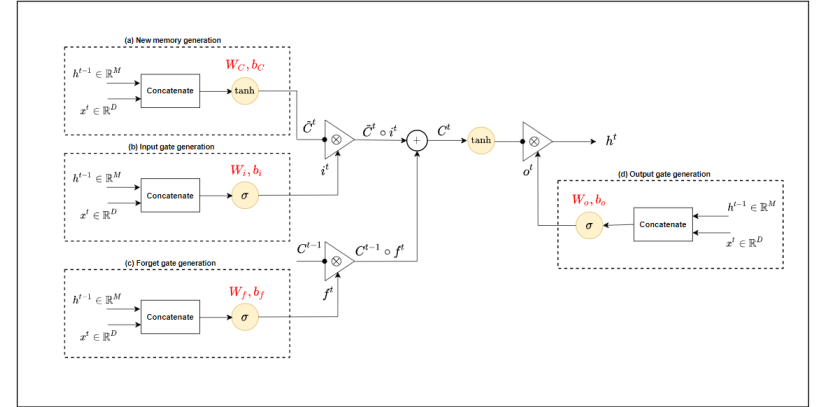 (a) New memory generation
W_C, b_C
h^{t-1} ∈ ℝ^M
Concatenate
tanh
x^t ∈ ℝ^D
C̃^t
⊗
C̃^t ∘ i^t
+
C^t
tanh
⊗
h^t
i^t
o^t
(b) Input gate generation
W_i, b_i
h^{t-1} ∈ ℝ^M
Concatenate
σ
x^t ∈ ℝ^D
(d) Output gate generation
W_o, b_o
h^{t-1} ∈ ℝ^M
σ
Concatenate
x^t ∈ ℝ^D
C^{t-1}
⊗
C^{t-1} ∘ f^t
f^t
(c) Forget gate generation
W_f, b_f
h^{t-1} ∈ ℝ^M
Concatenate
σ
x^t ∈ ℝ^D